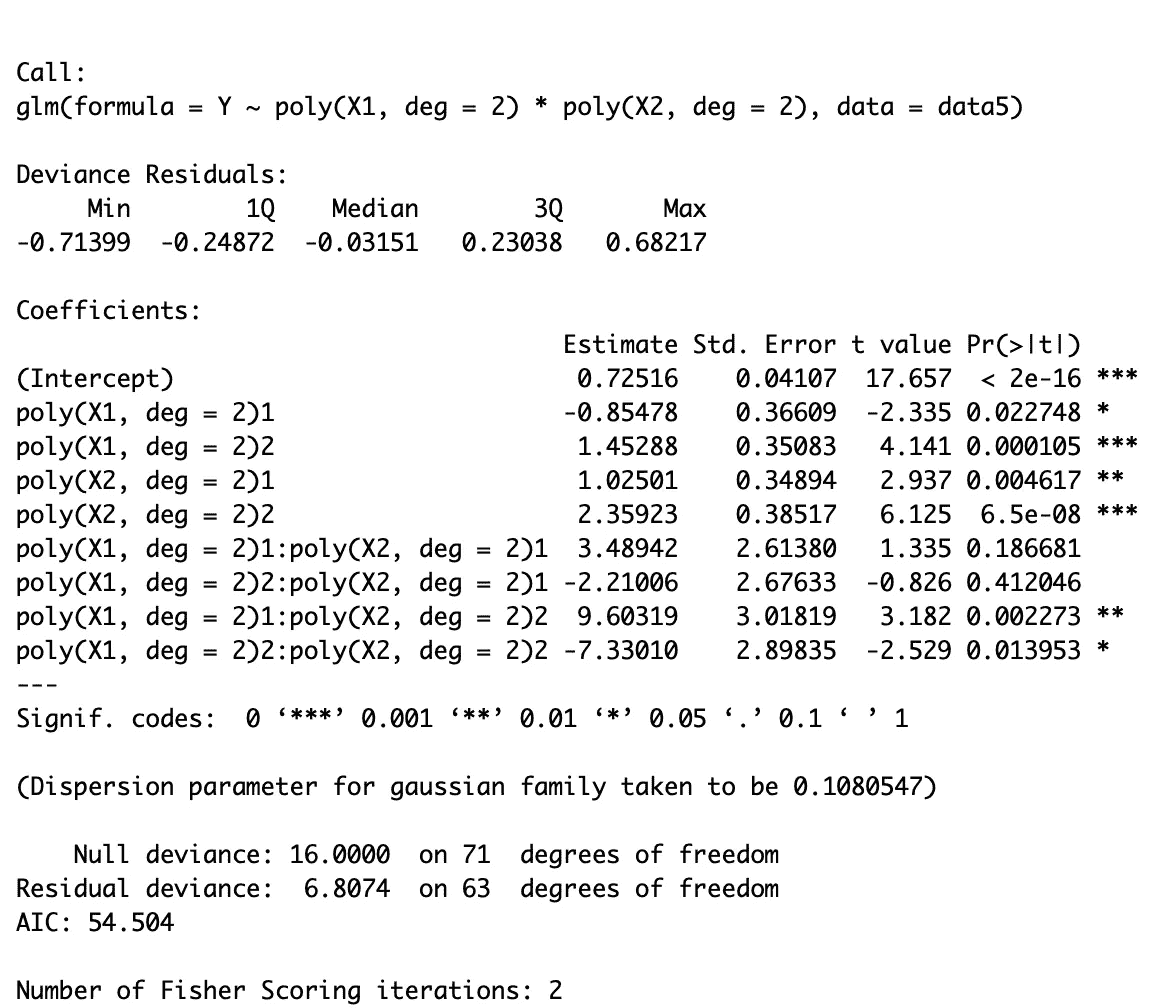 Call:
glm(formula = Y ~ poly(X1, deg = 2) * poly(X2, deg = 2), data = data5)
Deviance Residuals:
     Min        1Q    Median        3Q       Max
-0.71399  -0.24872  -0.03151   0.23038   0.68217
Coefficients:
                                      Estimate Std. Error t value Pr(>|t|)
(Intercept)                            0.72516    0.04107  17.657  < 2e-16 ***
poly(X1, deg = 2)1                    -0.85478    0.36609  -2.335 0.022748 *
poly(X1, deg = 2)2                     1.45288    0.35083   4.141 0.000105 ***
poly(X2, deg = 2)1                     1.02501    0.34894   2.937 0.004617 **
poly(X2, deg = 2)2                     2.35923    0.38517   6.125  6.5e-08 ***
poly(X1, deg = 2)1:poly(X2, deg = 2)1 3.48942    2.61380   1.335 0.186681
poly(X1, deg = 2)2:poly(X2, deg = 2)1 -2.21006    2.67633  -0.826 0.412046
poly(X1, deg = 2)1:poly(X2, deg = 2)2  9.60319    3.01819   3.182 0.002273 **
poly(X1, deg = 2)2:poly(X2, deg = 2)2 -7.33010    2.89835  -2.529 0.013953 *
---
Signif. codes:  0 ‘***’ 0.001 ‘**’ 0.01 ‘*’ 0.05 ‘.’ 0.1 ‘ ’ 1
(Dispersion parameter for gaussian family taken to be 0.1080547)
    Null deviance: 16.0000  on 71  degrees of freedom
Residual deviance:  6.8074  on 63  degrees of freedom
AIC: 54.504
Number of Fisher Scoring iterations: 2